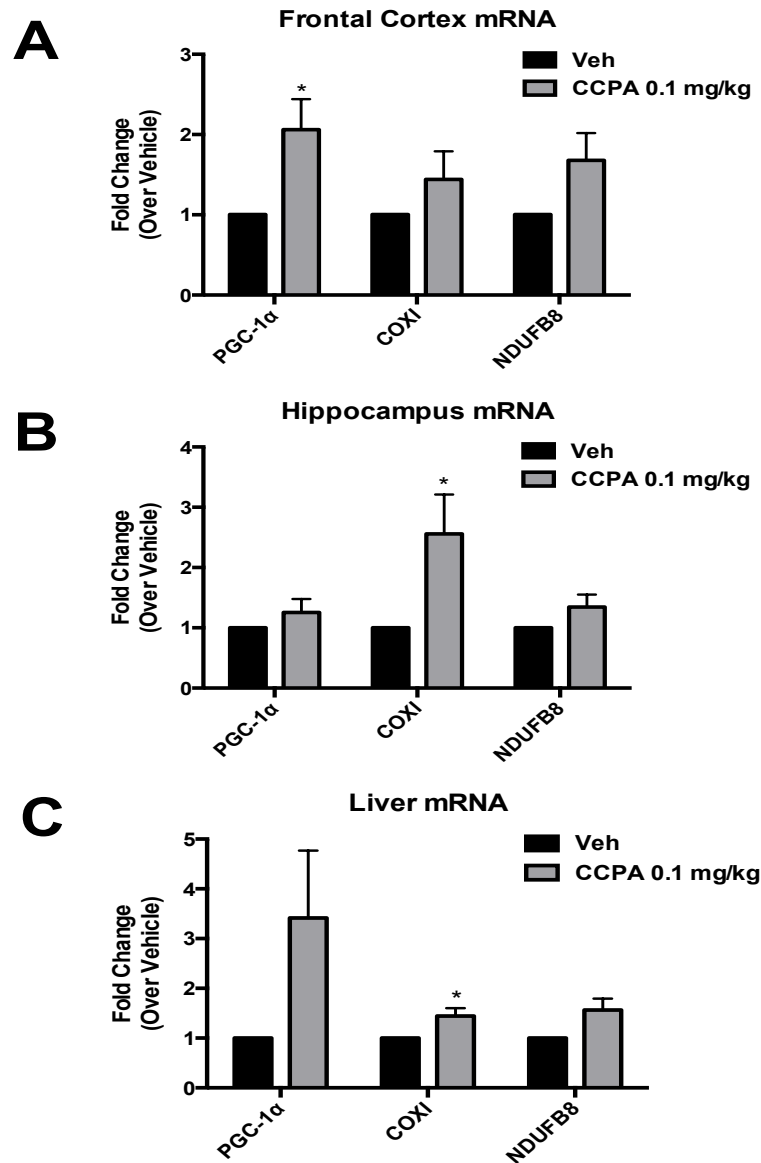 A
Frontal Cortex mRNA
Veh
CCPA 0.1 mg/kg
Fold Change
(Over Vehicle)
3
2
1
0
*
PGC-1α
COXI
NDUFB8
B
Hippocampus mRNA
Veh
CCPA 0.1 mg/kg
Fold Change
(Over Vehicle)
4
3
2
1
0
*
PGC-1α
COXI
NDUFB8
C
Liver mRNA
Veh
CCPA 0.1 mg/kg
Fold Change
(Over Vehicle)
5
4
3
2
1
0
*
PGC-1α
COXI
NDUFB8